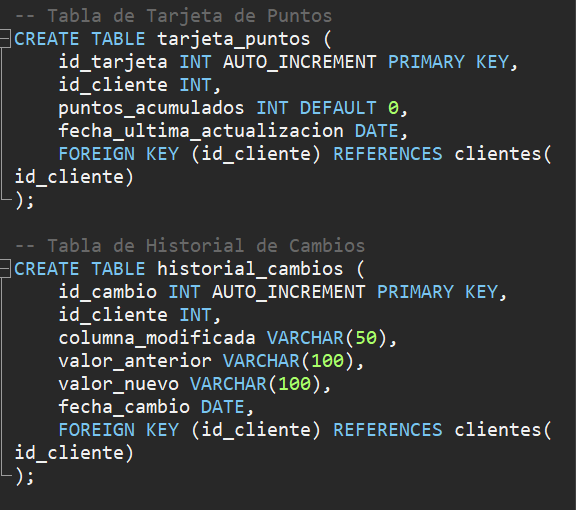 -- Tabla de Tarjeta de Puntos
CREATE TABLE tarjeta_puntos (
    id_tarjeta INT AUTO_INCREMENT PRIMARY KEY,
    id_cliente INT,
    puntos_acumulados INT DEFAULT 0,
    fecha_ultima_actualizacion DATE,
    FOREIGN KEY (id_cliente) REFERENCES clientes(
id_cliente)
);
-- Tabla de Historial de Cambios
CREATE TABLE historial_cambios (
    id_cambio INT AUTO_INCREMENT PRIMARY KEY,
    id_cliente INT,
    columna_modificada VARCHAR(50),
    valor_anterior VARCHAR(100),
    valor_nuevo VARCHAR(100),
    fecha_cambio DATE,
    FOREIGN KEY (id_cliente) REFERENCES clientes(
id_cliente)
);